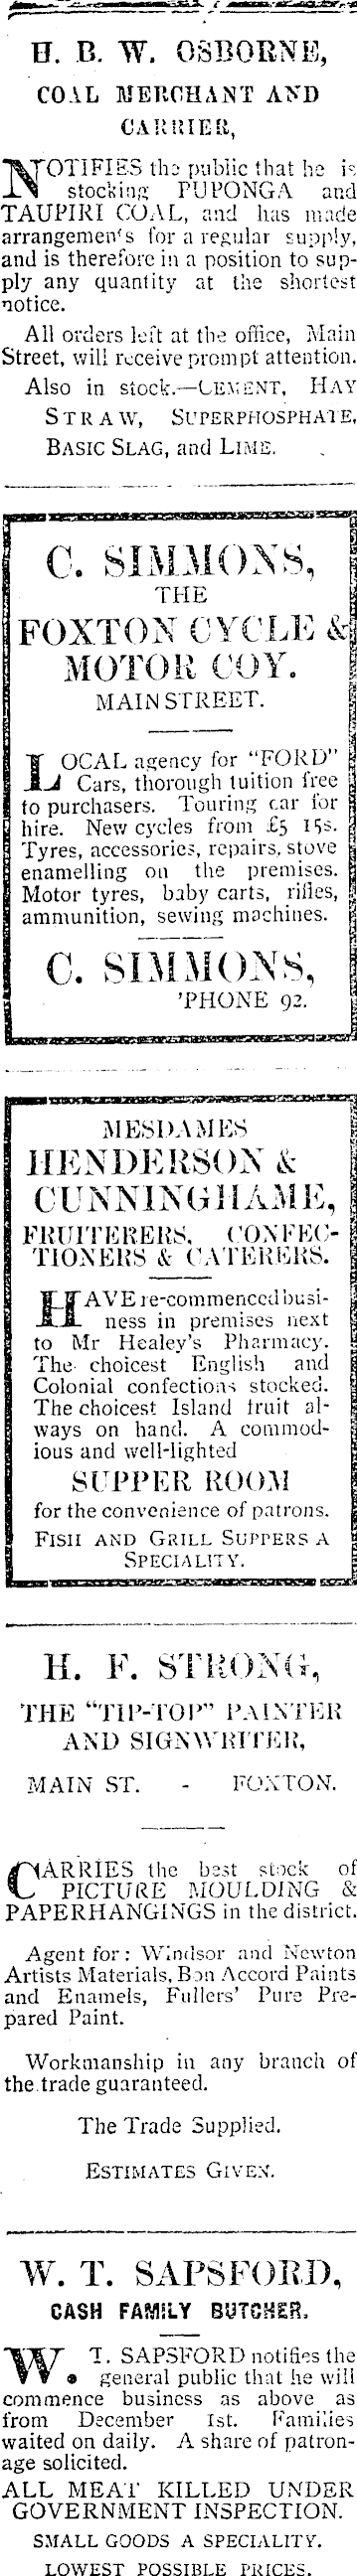 H. B. W. OSBORNE,
COAL MERCHANT AND
CARRIER,
NOTIFIES the public that he is
stocking PUPONGA and
TAUPIRI COAL, and has made
arrangements for a regular supply,
and is therefore in a position to sup-
ply any quantity at the shortest
notice.
All orders left at the office, Main
Street, will receive prompt attention.
Also in stock.—CEMENT, HAY
STRAW, SUPERPHOSPHATE,
BASIC SLAG, and LIME.
C. SIMMONS,
THE
FOXTON CYCLE &
MOTOR COY.
MAIN STREET.
LOCAL agency for "FORD"
Cars, thorough tuition free
to purchasers. Touring car for
hire. New cycles from £5 15s.
Tyres, accessories, repairs, stove
enamelling on the premises.
Motor tyres, baby carts, rifles,
ammunition, sewing machines.
C. SIMMONS,
'PHONE 92.
MESDAMES
HENDERSON &
CUNNINGHAME,
FRUITERERS, CONFEC-
TIONERS & CATERERS.
HAVE re-commenced busi-
ness in premises next
to Mr Healey's Pharmacy.
The choicest English and
Colonial confections stocked.
The choicest Island fruit al-
ways on hand. A commod-
ious and well-lighted
SUPPER ROOM
for the convenience of patrons.
FISH AND GRILL SUPPERS A
SPECIALITY.
H. F. STRONG,
THE "TIP-TOP" PAINTER
AND SIGNWRITER,
MAIN ST. - FOXTON.
CARRIES the best stock of
PICTURE MOULDING &
PAPERHANGINGS in the district.
Agent for: Windsor and Newton
Artists Materials, Bon Accord Paints
and Enamels, Fullers' Pure Pre-
pared Paint.
Workmanship in any branch of
the trade guaranteed.
The Trade Supplied.
ESTIMATES GIVEN.
W. T. SAPSFORD,
CASH FAMILY BUTCHER.
W. T. SAPSFORD notifies the
general public that he will
commence business as above as
from December 1st. Families
waited on daily. A share of patron-
age solicited.
ALL MEAT KILLED UNDER
GOVERNMENT INSPECTION.
SMALL GOODS A SPECIALITY.
LOWEST POSSIBLE PRICES.